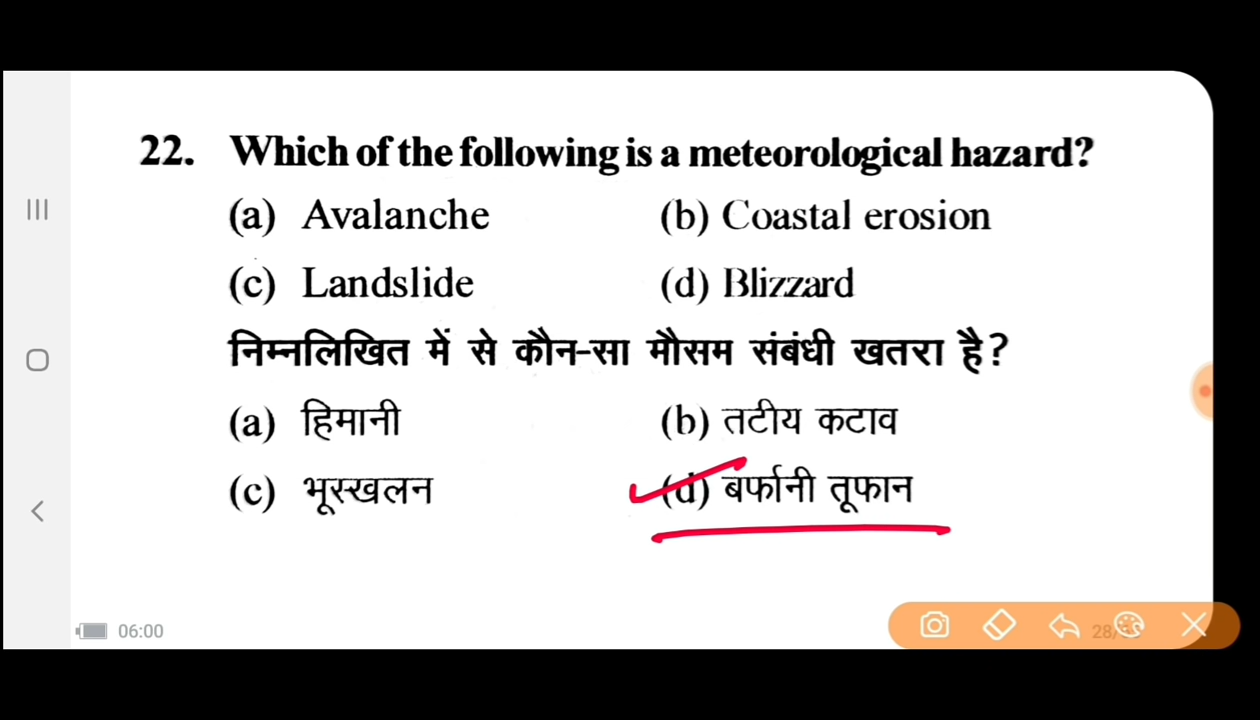 22. Which of the following is a meteorological hazard?
(a) Avalanche (b) Coastal erosion
(c) Landslide (d) Blizzard
निम्नलिखित में से कौन-सा मौसम संबंधी खतरा है?
(a) हिमानी (b) तटीय कटाव
(c) भूस्खलन (d) बर्फानी तूफान
06:00 28/